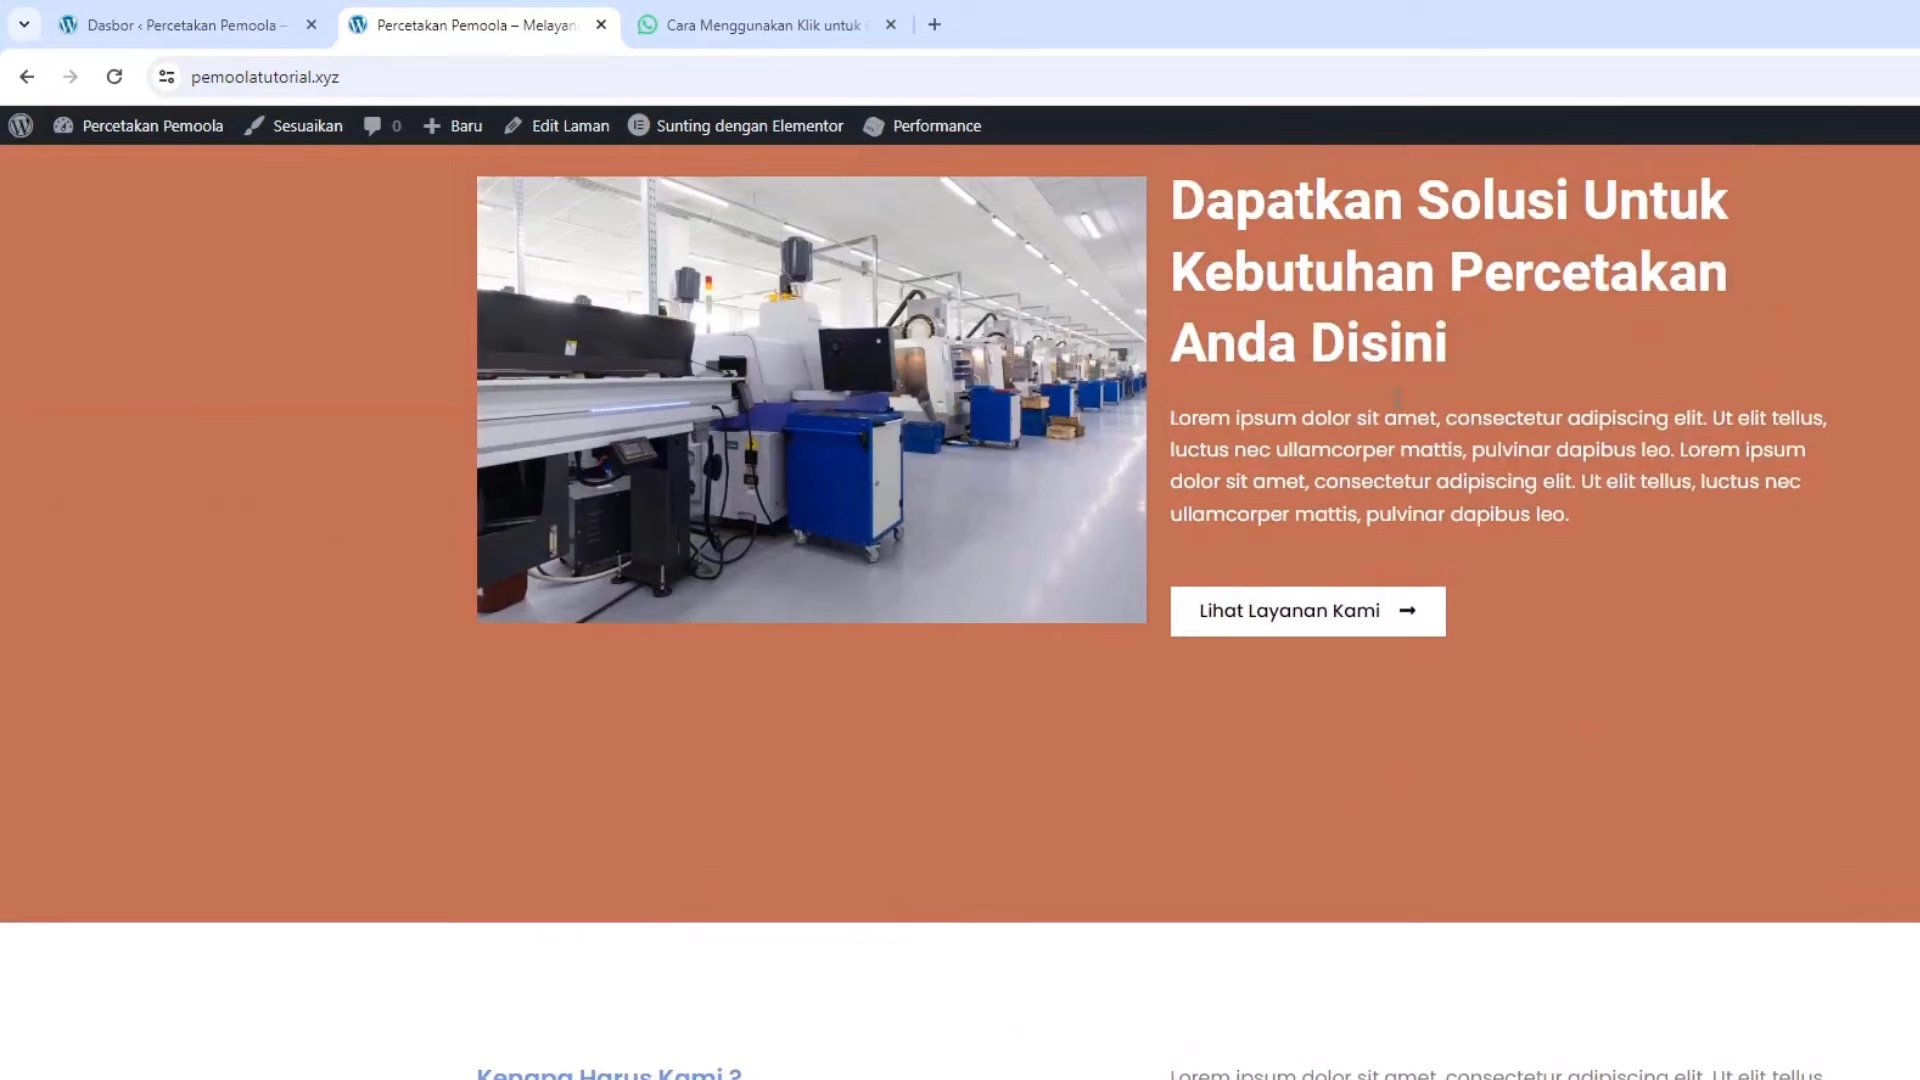 Dasbor ‹ Percetakan Pemoola –
Percetakan Pemoola – Melayan
Cara Menggunakan Klik untuk
pemoolatutorial.xyz
Percetakan Pemoola
Sesuaikan
0
Baru
Edit Laman
Sunting dengan Elementor
Performance
Dapatkan Solusi Untuk
Kebutuhan Percetakan
Anda Disini
Lorem ipsum dolor sit amet, consectetur adipiscing elit. Ut elit tellus,
luctus nec ullamcorper mattis, pulvinar dapibus leo. Lorem ipsum
dolor sit amet, consectetur adipiscing elit. Ut elit tellus, luctus nec
ullamcorper mattis, pulvinar dapibus leo.
Lihat Layanan Kami
Kenapa Harus Kami ?
Lorem ipsum dolor sit amet, consectetur adipiscing elit. Ut elit tellus,